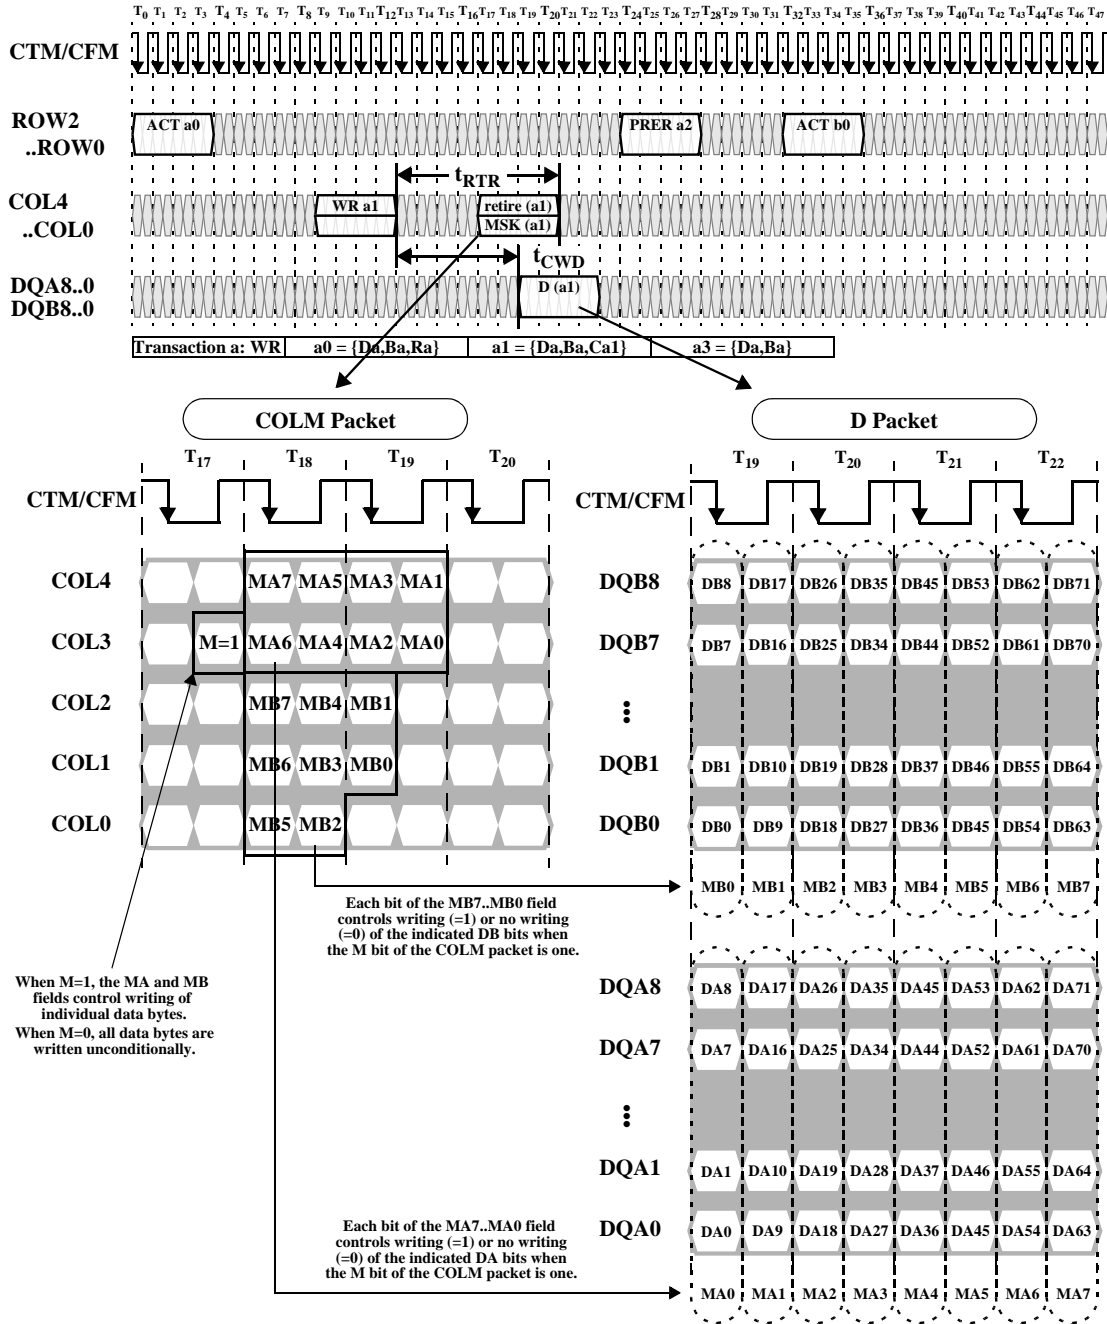 T0 T1 T2 T3 T4 T5 T6 T7 T8 T9 T10 T11 T12 T13 T14 T15 T16 T17 T18 T19 T20 T21 T22 T23 T24 T25 T26 T27 T28 T29 T30 T31 T32 T33 T34 T35 T36 T37 T38 T39 T40 T41 T42 T43 T44 T45 T46 T47
CTM/CFM
ROW2
..ROW0
ACT a0 PRER a2 ACT b0
tRTR
COL4
..COL0
WR a1 retire (a1)
MSK (a1)
tCWD
DQA8..0
DQB8..0
D (a1)
Transaction a: WR a0 = {Da,Ba,Ra} a1 = {Da,Ba,Ca1} a3 = {Da,Ba}
COLM Packet
T17 T18 T19 T20
CTM/CFM
COL4 MA7 MA5 MA3 MA1
COL3 M=1 MA6 MA4 MA2 MA0
COL2 MB7 MB4 MB1
COL1 MB6 MB3 MB0
COL0 MB5 MB2
Each bit of the MB7..MB0 field
controls writing (=1) or no writing
(=0) of the indicated DB bits when
the M bit of the COLM packet is one.
When M=1, the MA and MB
fields control writing of
individual data bytes.
When M=0, all data bytes are
written unconditionally.
Each bit of the MA7..MA0 field
controls writing (=1) or no writing
(=0) of the indicated DA bits when
the M bit of the COLM packet is one.
D Packet
T19 T20 T21 T22
CTM/CFM
DQB8 DB8 DB17 DB26 DB35 DB45 DB53 DB62 DB71
DQB7 DB7 DB16 DB25 DB34 DB44 DB52 DB61 DB70
DQB1 DB1 DB10 DB19 DB28 DB37 DB46 DB55 DB64
DQB0 DB0 DB9 DB18 DB27 DB36 DB45 DB54 DB63
MB0 MB1 MB2 MB3 MB4 MB5 MB6 MB7
DQA8 DA8 DA17 DA26 DA35 DA45 DA53 DA62 DA71
DQA7 DA7 DA16 DA25 DA34 DA44 DA52 DA61 DA70
DQA1 DA1 DA10 DA19 DA28 DA37 DA46 DA55 DA64
DQA0 DA0 DA9 DA18 DA27 DA36 DA45 DA54 DA63
MA0 MA1 MA2 MA3 MA4 MA5 MA6 MA7